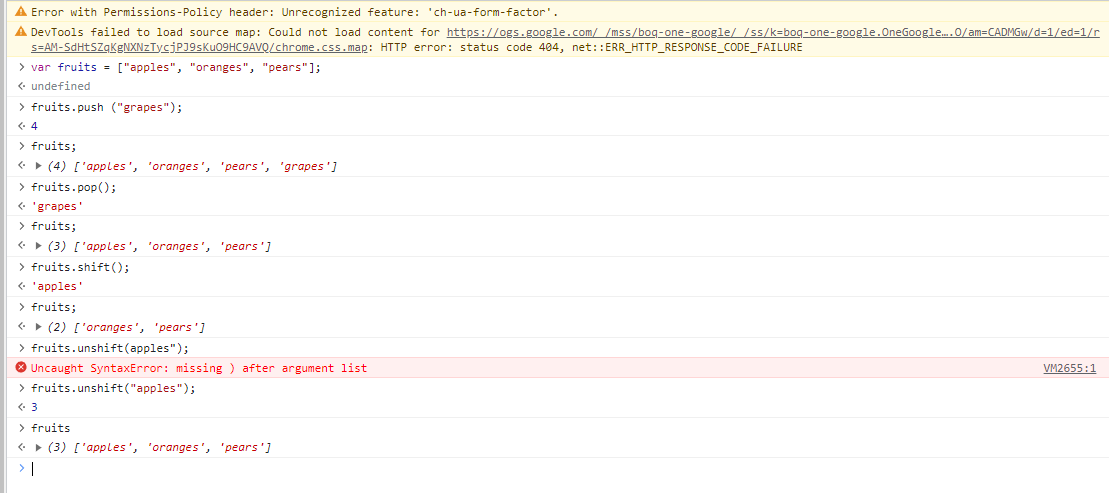 Error with Permissions-Policy header: Unrecognized feature: 'ch-ua-form-factor'.
DevTools failed to load source map: Could not load content for https://ogs.google.com/_/mss/boq-one-google/_/ss/k=boq-one-google.OneGoogle….O/am=CADMGw/d=1/ed=1/r
s=AM-SdHtSZqKgNXNzTycjPJ9sKuO9HC9AVQ/chrome.css.map: HTTP error: status code 404, net::ERR_HTTP_RESPONSE_CODE_FAILURE
> var fruits = ["apples", "oranges", "pears"];
undefined
> fruits.push ("grapes");
4
> fruits;
(4) ['apples', 'oranges', 'pears', 'grapes']
> fruits.pop();
'grapes'
> fruits;
(3) ['apples', 'oranges', 'pears']
> fruits.shift();
'apples'
> fruits;
(2) ['oranges', 'pears']
> fruits.unshift(apples");
Uncaught SyntaxError: missing ) after argument list VM2655:1
> fruits.unshift("apples");
3
> fruits
(3) ['apples', 'oranges', 'pears']
>